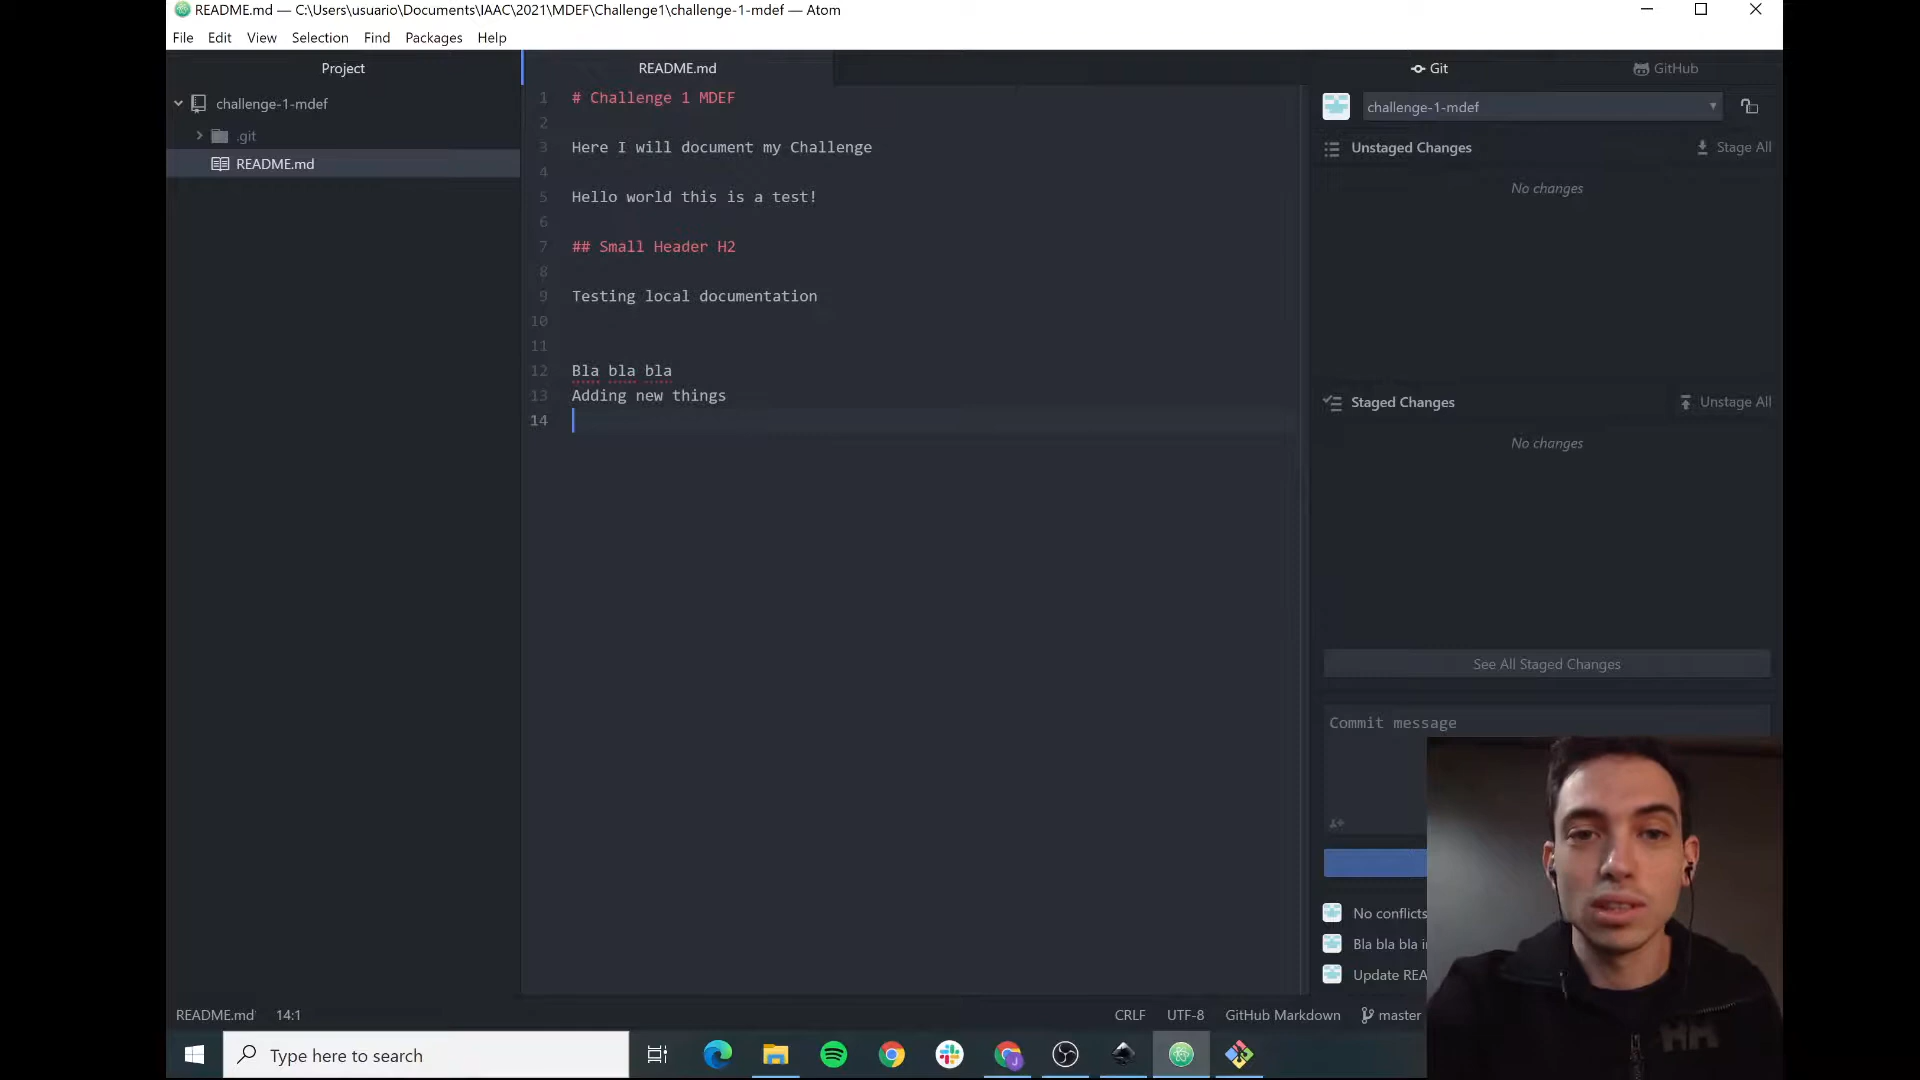 README.md — C:\Users\usuario\Documents\IAAC\2021\MDEF\Challenge1\challenge-1-mdef — Atom
File Edit View Selection Find Packages Help
Project
challenge-1-mdef
.git
README.md
README.md
1 # Challenge 1 MDEF
2
3 Here I will document my Challenge
4
5 Hello world this is a test!
6
7 ## Small Header H2
8
9 Testing local documentation
10
11
12 Bla bla bla
13 Adding new things
14
Git GitHub
challenge-1-mdef
Unstaged Changes Stage All
No changes
Staged Changes Unstage All
No changes
See All Staged Changes
Commit message
No conflicts
Bla bla bla
Update
README.md 14:1 CRLF UTF-8 GitHub Markdown master
Type here to search